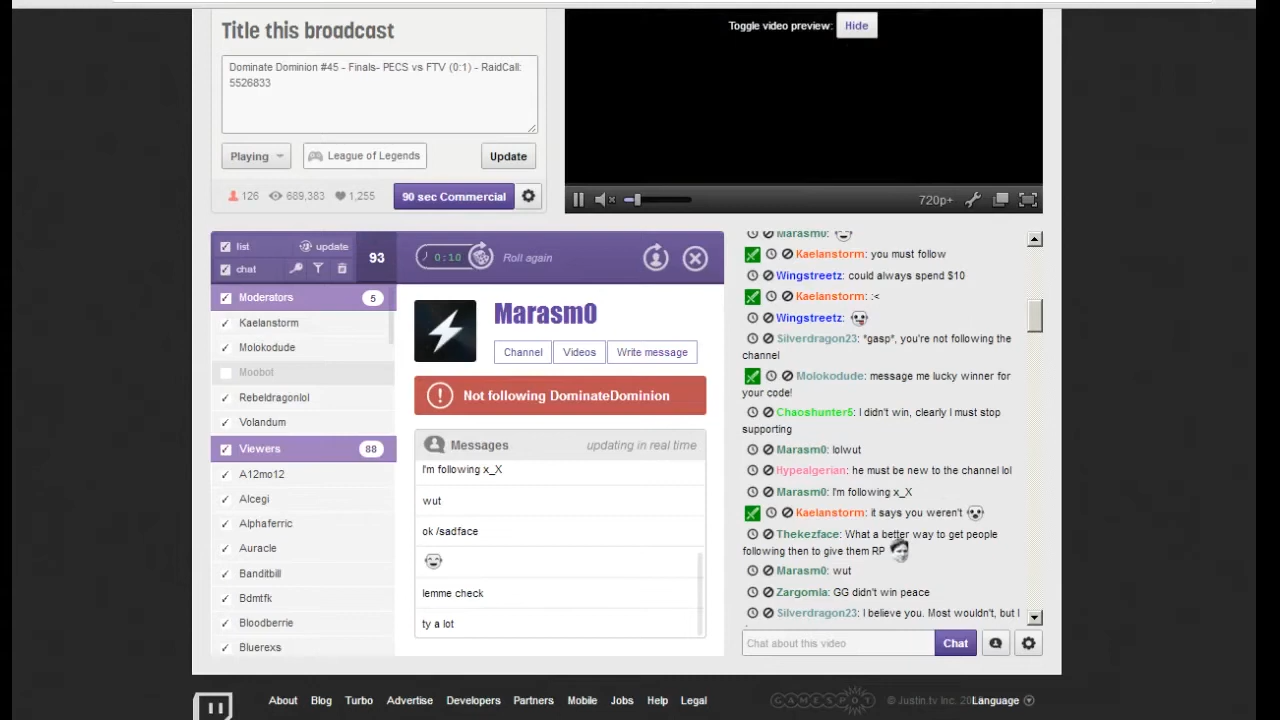 Title this broadcast
Toggle video preview: Hide
Dominate Dominion #45 - Finals- PECS vs FTV (0:1) - RaidCall:
5526833
Playing
League of Legends
Update
126
689,383
1,255
90 sec Commercial
720p+
list
update
chat
93
0:10
Roll again
Moderators 5
Kaelanstorm
Molokodude
Moobot
Rebeldragonlol
Volandum
Viewers 88
A12mo12
Alcegi
Alphaferric
Auracle
Banditbill
Bdmtfk
Bloodberrie
Bluerexs
Marasm0
Channel
Videos
Write message
Not following DominateDominion
Messages updating in real time
I'm following x_X
wut
ok /sadface
lemme check
ty a lot
Marasm0:
Kaelanstorm: you must follow
Wingstreetz: could always spend $10
Kaelanstorm: :<
Wingstreetz:
Silverdragon23: *gasp*, you're not following the
channel
Molokodude: message me lucky winner for
your code!
Chaoshunter5: I didn't win, clearly I must stop
supporting
Marasm0: lolwut
Hypealgerian: he must be new to the channel lol
Marasm0: I'm following x_X
Kaelanstorm: it says you weren't
Thekezface: What a better way to get people
following then to give them RP
Marasm0: wut
Zargomla: GG didn't win peace
Silverdragon23: I believe you. Most wouldn't, but I
Chat about this video
Chat
About
Blog
Turbo
Advertise
Developers
Partners
Mobile
Jobs
Help
Legal
GAMESPOT
© Justin.tv Inc.
Language